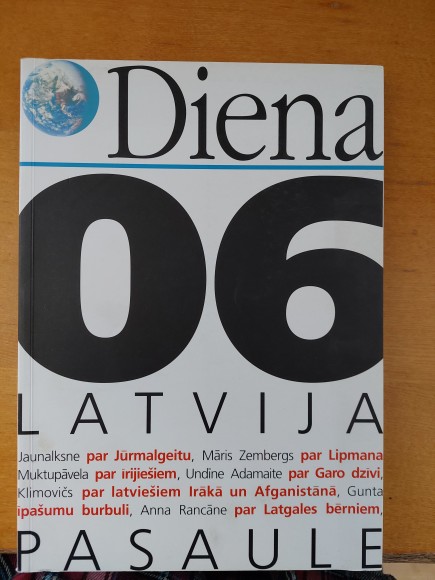 Diena
06
LATVIJA
Jaunalksne par Jūrmalgeitu, Māris Zembergs par Lipmana
Muktupāvela par īrijiešiem, Undīne Adamaite par Garo dzīvi,
Klimovičs par latviešiem Irākā un Afganistānā, Gunta
īpašumu burbuli, Anna Rancāne par Latgales bērniem,
PASAULE